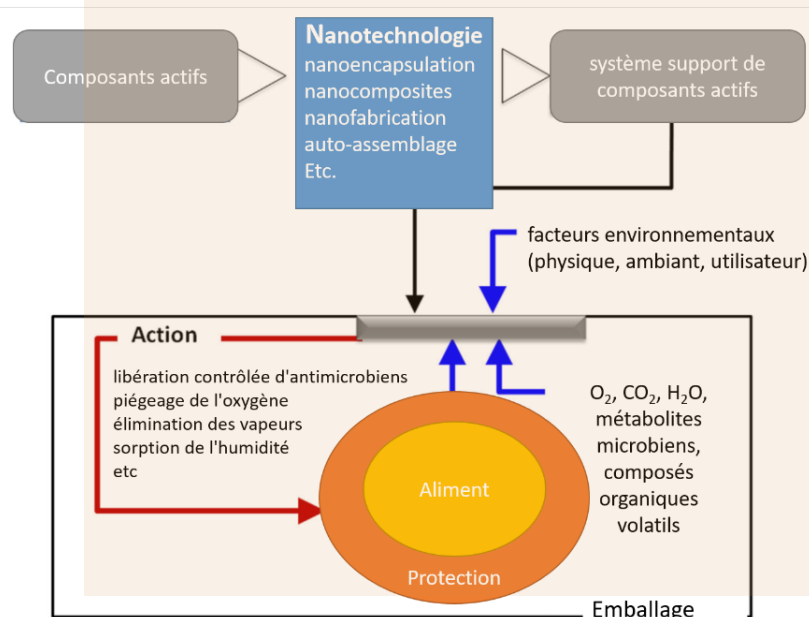 Composants actifs
Nanotechnologie
nanoencapsulation
nanocomposites
nanofabrication
auto-assemblage
Etc.
système support de
composants actifs
facteurs environnementaux
(physique, ambiant, utilisateur)
Action
libération contrôlée d'antimicrobiens
piégeage de l'oxygène
élimination des vapeurs
sorption de l'humidité
etc
O₂, CO₂, H₂O,
métabolites
microbiens,
composés
organiques
volatils
Aliment
Protection
Emballage